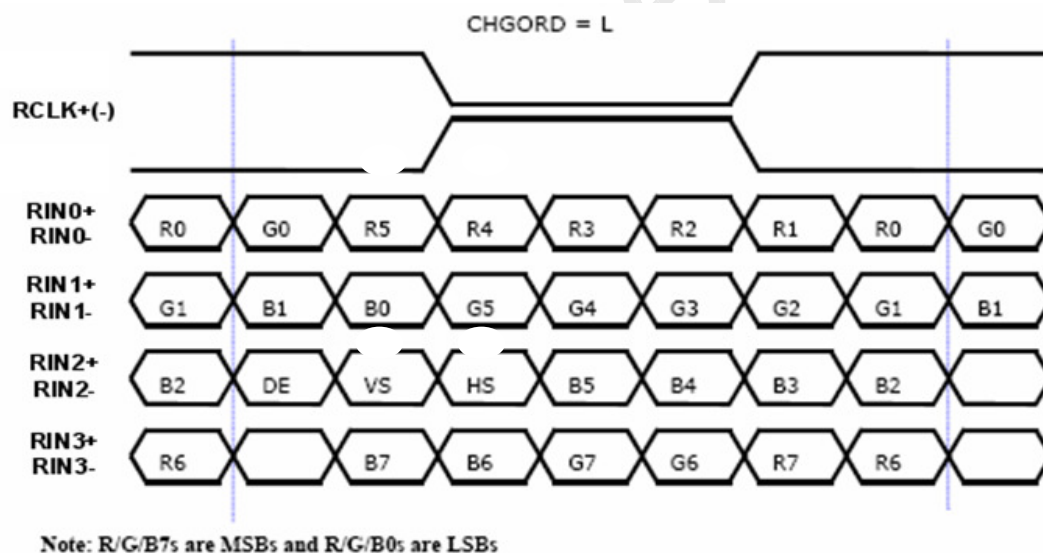 CHGORD = L
RCLK+(-)
RIN0+
RIN0-
R0 G0 R5 R4 R3 R2 R1 R0 G0
RIN1+
RIN1-
G1 B1 B0 G5 G4 G3 G2 G1 B1
RIN2+
RIN2-
B2 DE VS HS B5 B4 B3 B2
RIN3+
RIN3-
R6 B7 B6 G7 G6 R7 R6
Note: R/G/B7s are MSBs and R/G/B0s are LSBs